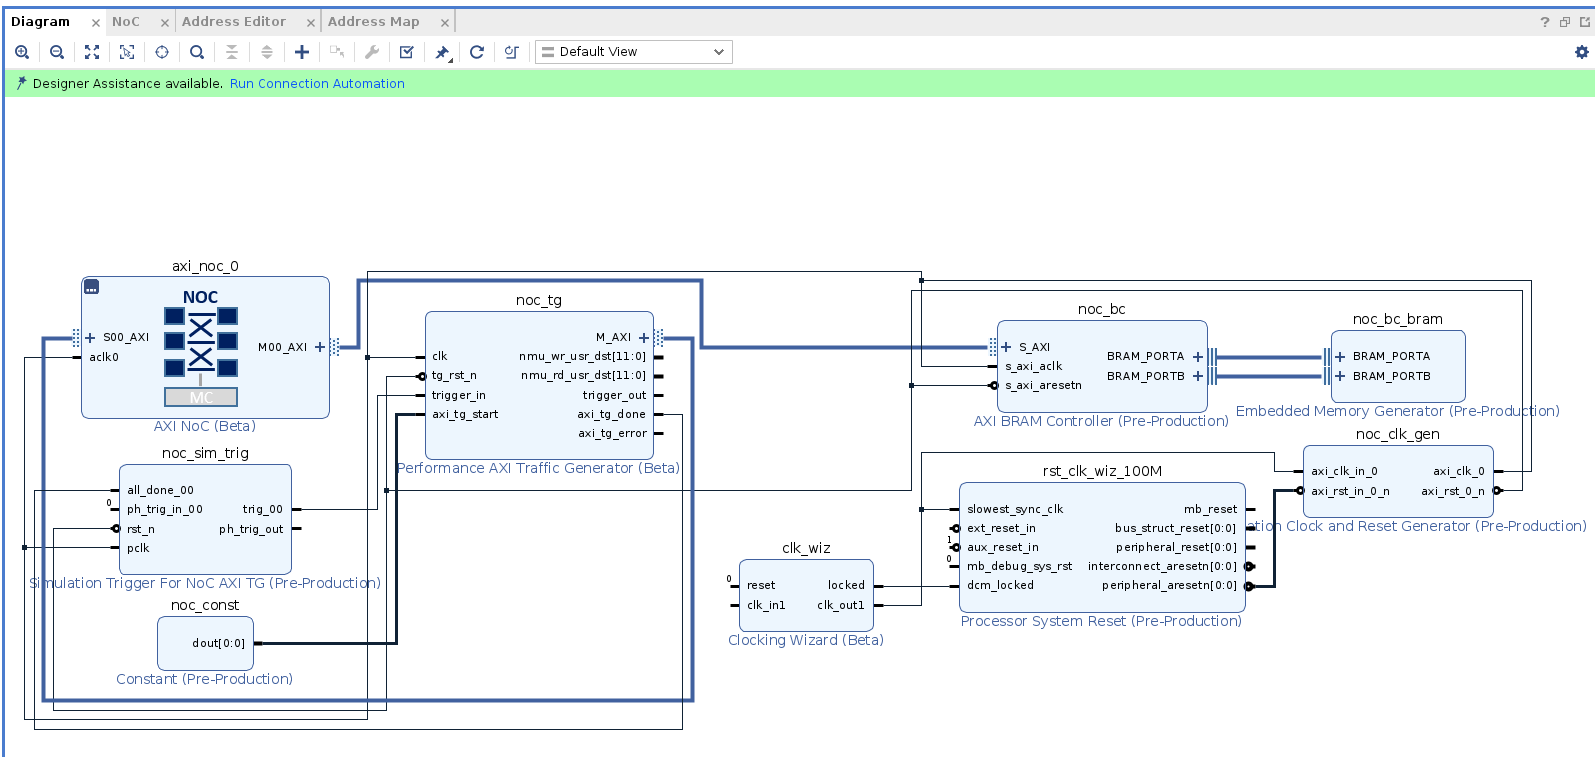 Diagram × NoC × Address Editor × Address Map × ?
Default View
Designer Assistance available. Run Connection Automation
axi_noc_0
NOC
S00_AXI
aclk0
M00_AXI
MC
AXI NoC (Beta)
noc_tg
clk
tg_rst_n
trigger_in
axi_tg_start
M_AXI
nmu_wr_usr_dst[11:0]
nmu_rd_usr_dst[11:0]
trigger_out
axi_tg_done
axi_tg_error
Performance AXI Traffic Generator (Beta)
noc_bc
S_AXI
s_axi_aclk
s_axi_aresetn
BRAM_PORTA
BRAM_PORTB
AXI BRAM Controller (Pre-Production)
noc_bc_bram
BRAM_PORTA
BRAM_PORTB
Embedded Memory Generator (Pre-Production)
noc_sim_trig
all_done_00
0
ph_trig_in_00
rst_n
pclk
trig_00
ph_trig_out
Simulation Trigger For NoC AXI TG (Pre-Production)
noc_const
dout[0:0]
Constant (Pre-Production)
clk_wiz
0
reset
clk_in1
locked
clk_out1
Clocking Wizard (Beta)
rst_clk_wiz_100M
slowest_sync_clk
ext_reset_in
1
aux_reset_in
0
mb_debug_sys_rst
dcm_locked
mb_reset
bus_struct_reset[0:0]
peripheral_reset[0:0]
interconnect_aresetn[0:0]
peripheral_aresetn[0:0]
Processor System Reset (Pre-Production)
noc_clk_gen
axi_clk_in_0
axi_rst_in_0_n
axi_clk_0
axi_rst_0_n
ation Clock and Reset Generator (Pre-Production)